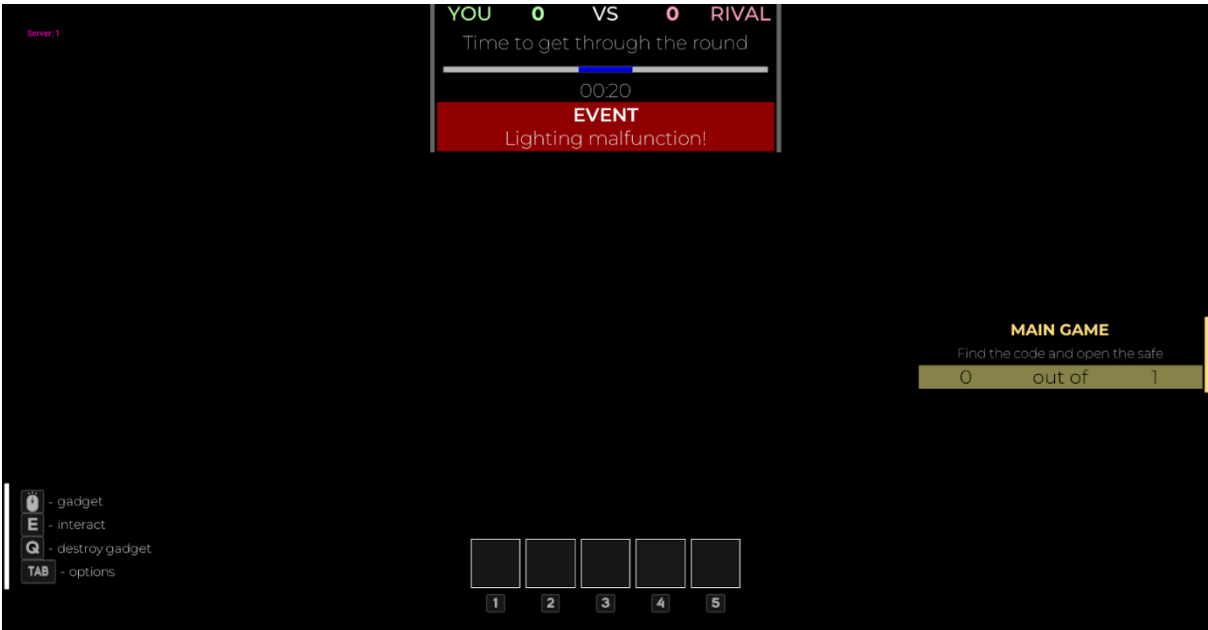 Server: 1
YOU 0 VS 0 RIVAL
Time to get through the round
00:20
EVENT
Lighting malfunction!
MAIN GAME
Find the code and open the safe
0 out of 1
- gadget
E - interact
Q - destroy gadget
TAB - options
1 2 3 4 5